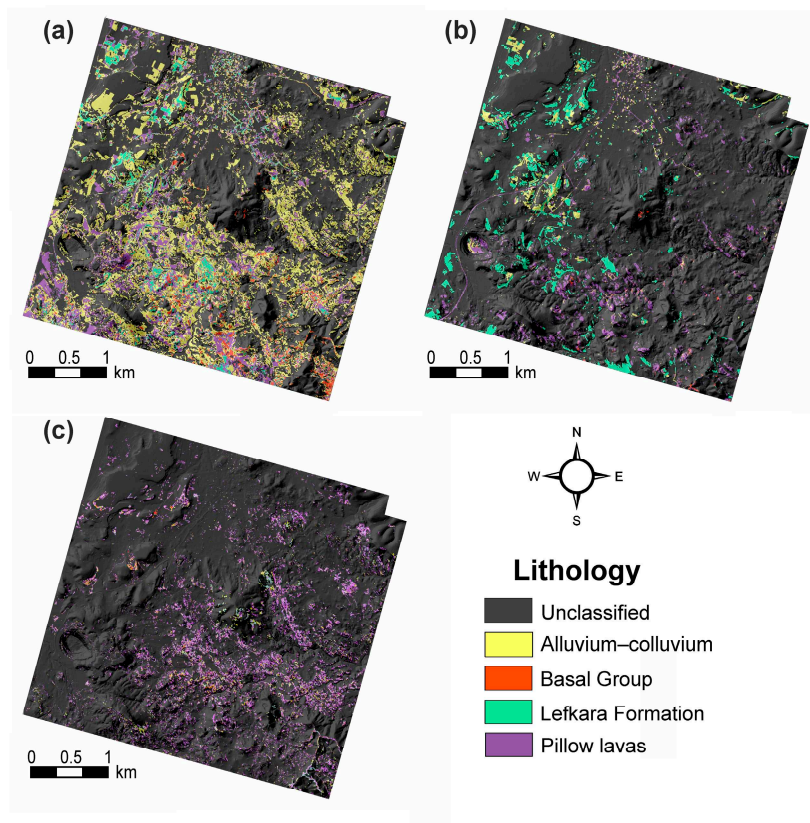 (a)
(b)
0 0.5 1
km
0 0.5 1
km
(c)
0 0.5 1
km
N
W E
S
Lithology
Unclassified
Alluvium–colluvium
Basal Group
Lefkara Formation
Pillow lavas